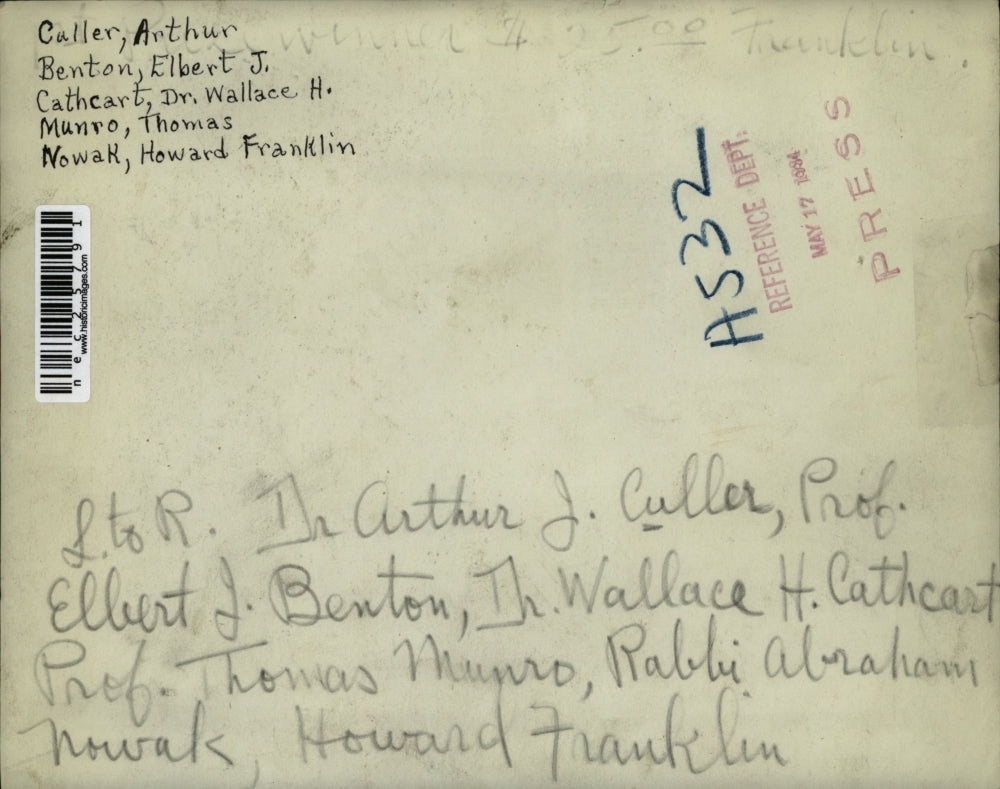 winner $25.00 Franklin.
Culler, Arthur
Benton, Elbert J.
Cathcart, Dr. Wallace H.
Munro, Thomas
Nowak, Howard Franklin
nec25791
www.historicimages.com
HS32
REFERENCE DEPT.
MAY 17 1934
PRESS
L. to R. Dr Arthur J. Culler, Prof.
Elbert J. Benton, Dr. Wallace H. Cathcart
Prof. Thomas Munro, Rabbi Abraham
Nowak, Howard Franklin